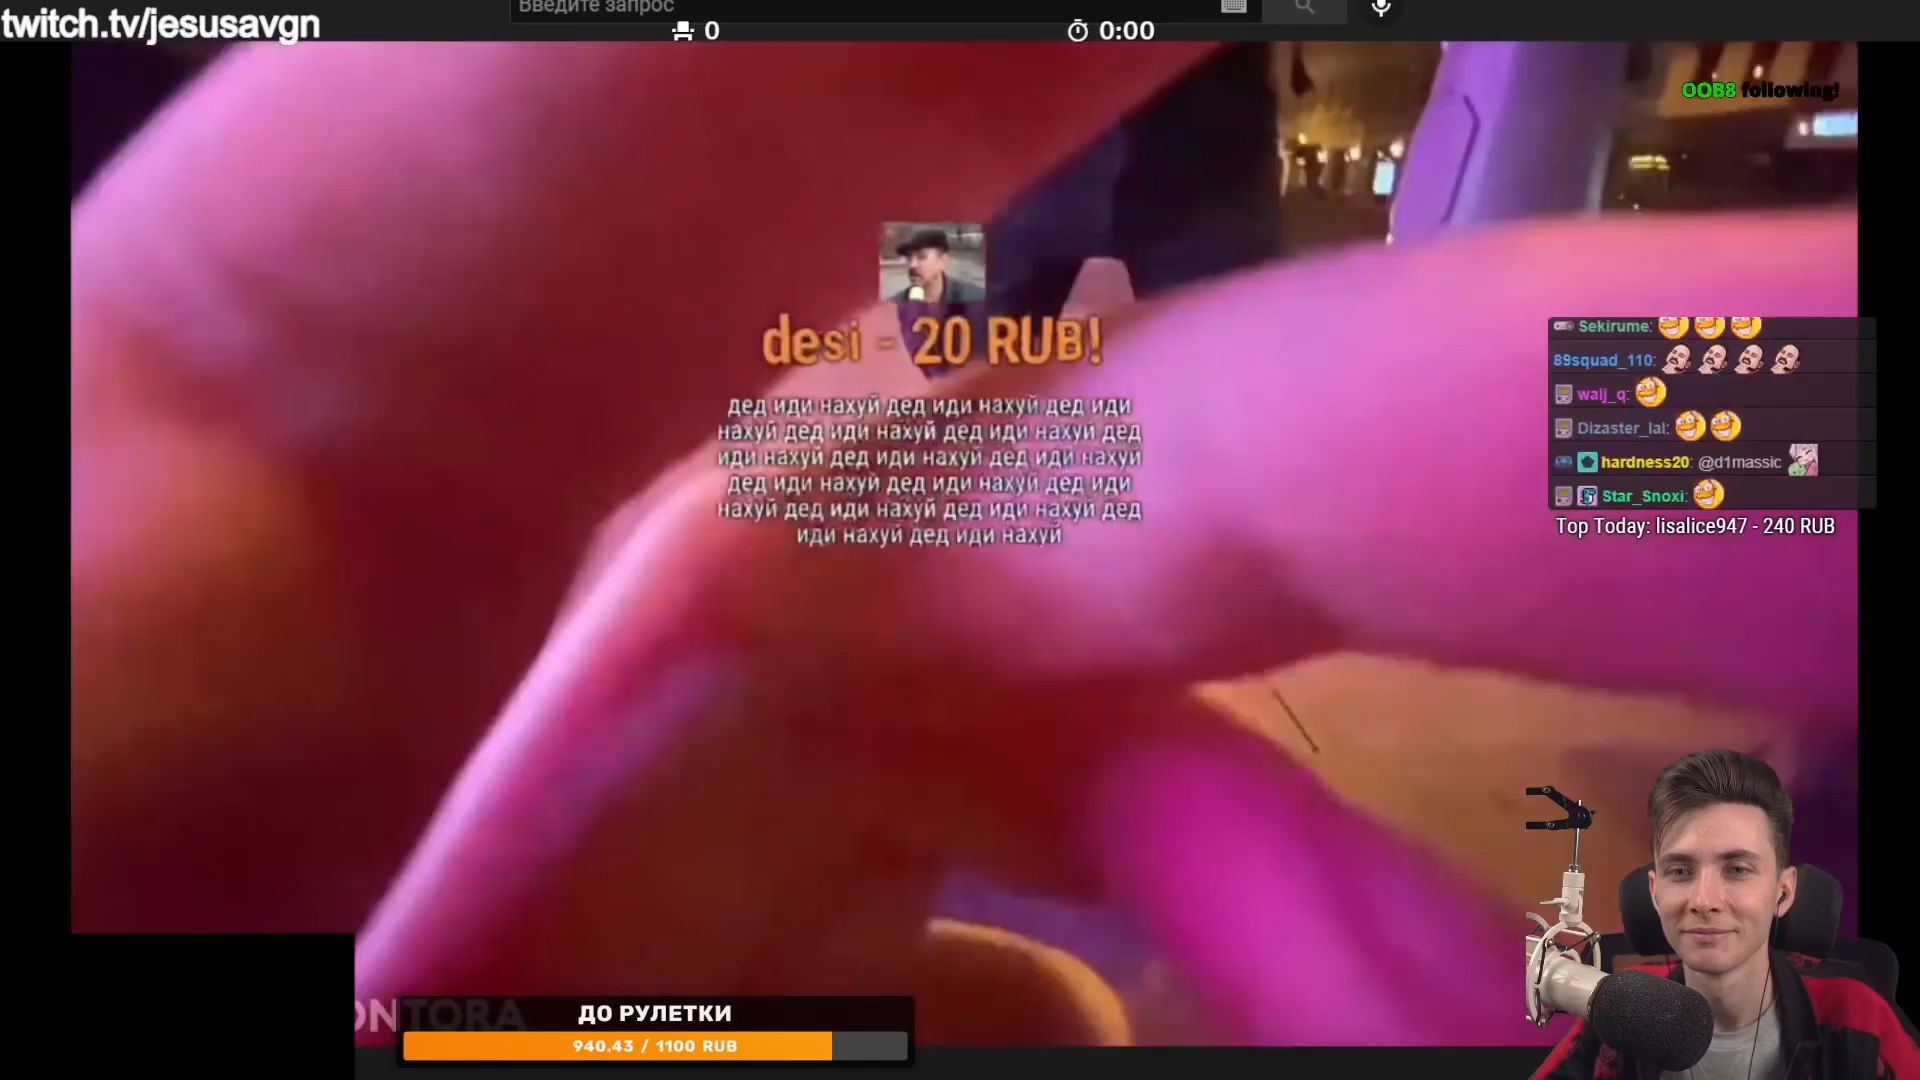 twitch.tv/jesusavgn
Введите запрос
0
0:00
OOB8 following!
desi - 20 RUB!
дед иди нахуй дед иди нахуй дед иди
нахуй дед иди нахуй дед иди нахуй дед
иди нахуй дед иди нахуй дед иди нахуй
дед иди нахуй дед иди нахуй дед иди
нахуй дед иди нахуй дед иди нахуй дед
иди нахуй дед иди нахуй
Sekirume:
89squad_110:
walj_q:
Dizaster_lal:
hardness20: @d1massic
Star_Snoxi:
Top Today: lisalice947 - 240 RUB
ДО РУЛЕТКИ
940.43 / 1100 RUB